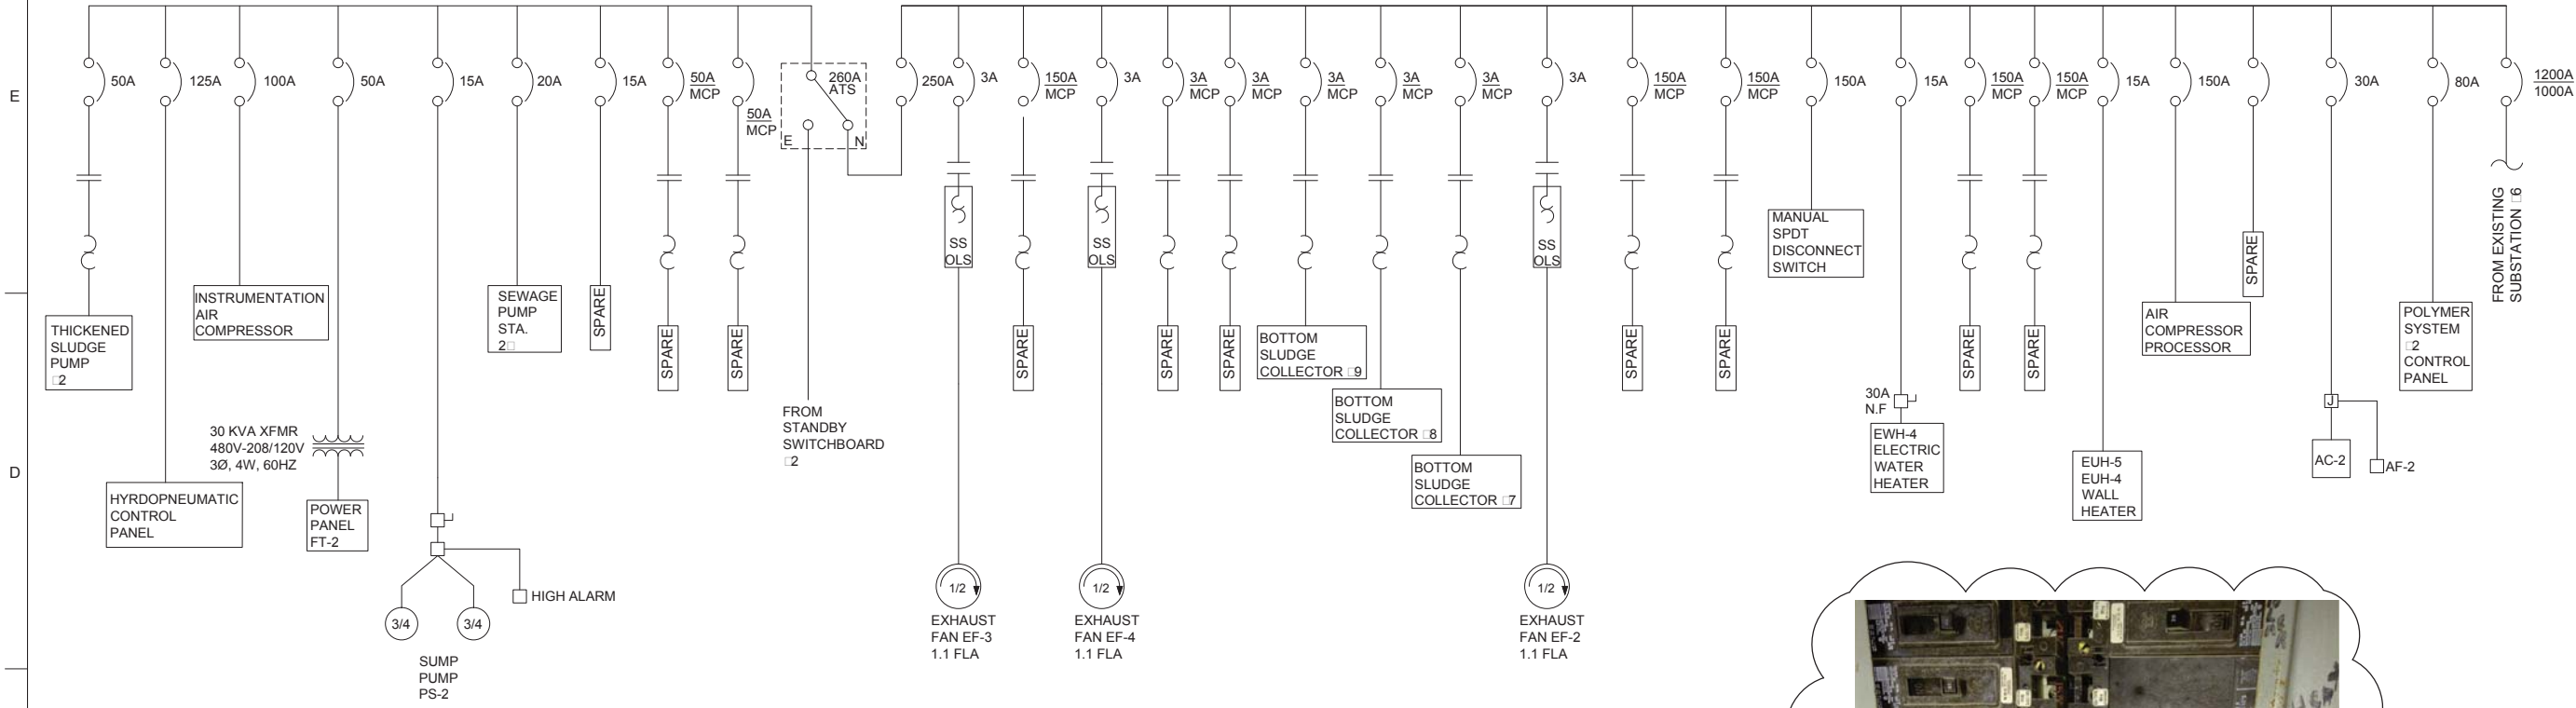 50A
125A
100A
50A
15A
20A
15A
50A
MCP
50A
MCP
260A
ATS
E
N
250A
3A
150A
MCP
3A
3A
MCP
3A
MCP
3A
MCP
3A
MCP
3A
MCP
3A
150A
MCP
150A
MCP
150A
15A
150A
MCP
150A
MCP
15A
150A
30A
80A
1200A
1000A
E
D
THICKENED
SLUDGE
PUMP
□2
HYRDOPNEUMATIC
CONTROL
PANEL
INSTRUMENTATION
AIR
COMPRESSOR
30 KVA XFMR
480V-208/120V
3Ø, 4W, 60HZ
POWER
PANEL
FT-2
3/4
3/4
SUMP
PUMP
PS-2
HIGH ALARM
SEWAGE
PUMP
STA.
2□
SPARE
SPARE
SPARE
FROM
STANDBY
SWITCHBOARD
□2
SS
OLS
1/2
EXHAUST
FAN EF-3
1.1 FLA
SPARE
SS
OLS
1/2
EXHAUST
FAN EF-4
1.1 FLA
SPARE
SPARE
BOTTOM
SLUDGE
COLLECTOR □9
BOTTOM
SLUDGE
COLLECTOR □8
BOTTOM
SLUDGE
COLLECTOR □7
SS
OLS
1/2
EXHAUST
FAN EF-2
1.1 FLA
SPARE
SPARE
MANUAL
SPDT
DISCONNECT
SWITCH
30A
N.F
EWH-4
ELECTRIC
WATER
HEATER
SPARE
SPARE
EUH-5
EUH-4
WALL
HEATER
AIR
COMPRESSOR
PROCESSOR
SPARE
J
AC-2
AF-2
POLYMER
SYSTEM
□2
CONTROL
PANEL
FROM EXISTING
SUBSTATION □6